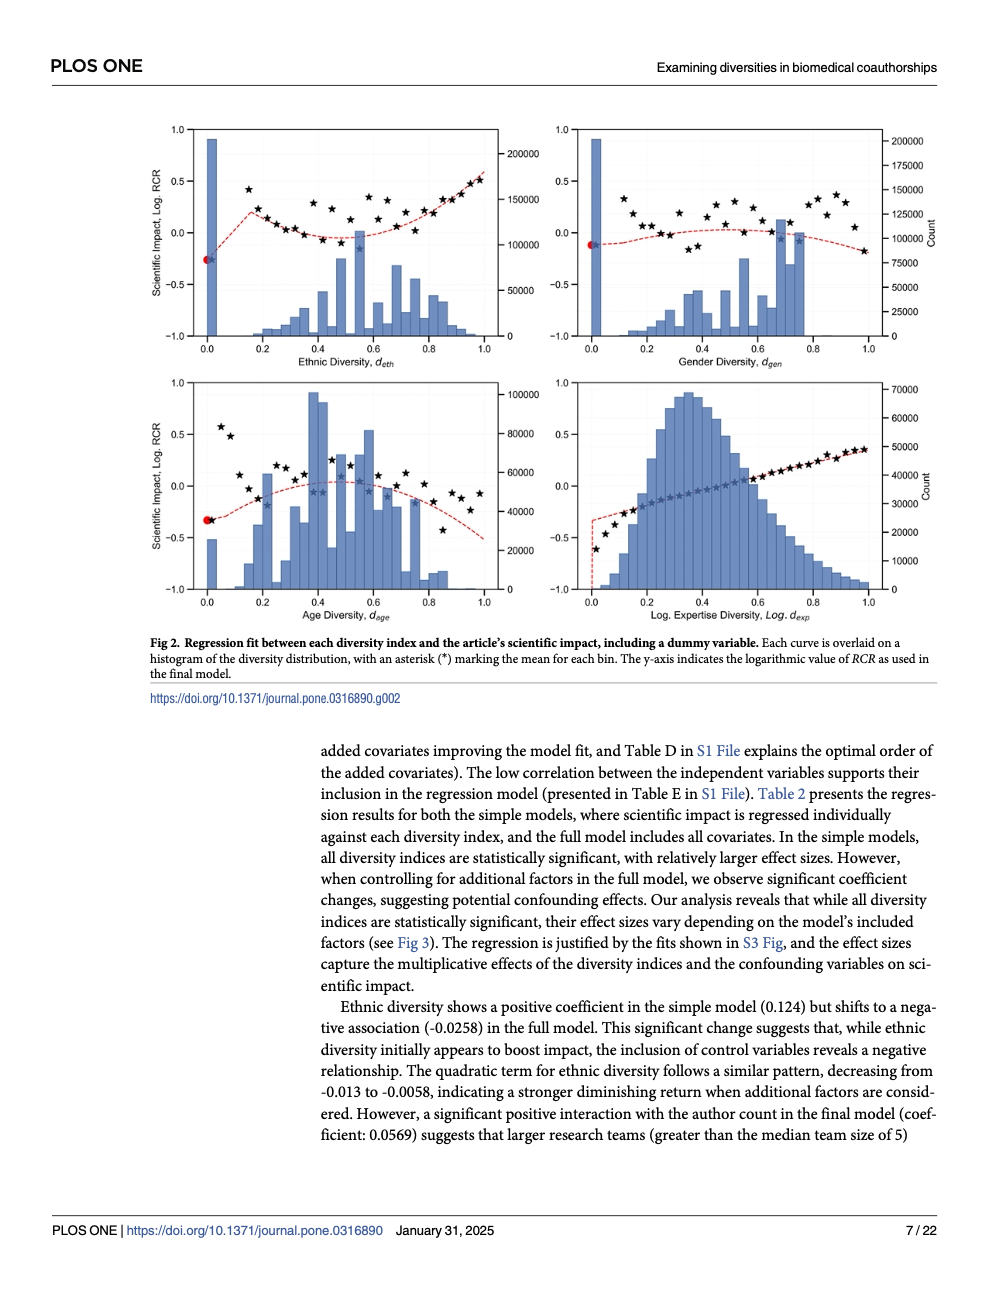 PLOS ONE
Examining diversities in biomedical coauthorships
1.0
0.5
0.0
−0.5
−1.0
Scientific Impact, Log. RCR
200000
150000
100000
50000
0
0.0 0.2 0.4 0.6 0.8 1.0
Ethnic Diversity, d_eth
1.0
0.5
0.0
−0.5
−1.0
200000
175000
150000
125000
100000
75000
50000
25000
0
Count
0.0 0.2 0.4 0.6 0.8 1.0
Gender Diversity, d_gen
1.0
0.5
0.0
−0.5
−1.0
Scientific Impact, Log. RCR
100000
80000
60000
40000
20000
0
0.0 0.2 0.4 0.6 0.8 1.0
Age Diversity, d_age
1.0
0.5
0.0
−0.5
−1.0
70000
60000
50000
40000
30000
20000
10000
0
Count
0.0 0.2 0.4 0.6 0.8 1.0
Log. Expertise Diversity, Log. d_exp
Fig 2. Regression fit between each diversity index and the article's scientific impact, including a dummy variable. Each curve is overlaid on a
histogram of the diversity distribution, with an asterisk (*) marking the mean for each bin. The y-axis indicates the logarithmic value of RCR as used in
the final model.
https://doi.org/10.1371/journal.pone.0316890.g002
added covariates improving the model fit, and Table D in S1 File explains the optimal order of
the added covariates). The low correlation between the independent variables supports their
inclusion in the regression model (presented in Table E in S1 File). Table 2 presents the regres-
sion results for both the simple models, where scientific impact is regressed individually
against each diversity index, and the full model includes all covariates. In the simple models,
all diversity indices are statistically significant, with relatively larger effect sizes. However,
when controlling for additional factors in the full model, we observe significant coefficient
changes, suggesting potential confounding effects. Our analysis reveals that while all diversity
indices are statistically significant, their effect sizes vary depending on the model's included
factors (see Fig 3). The regression is justified by the fits shown in S3 Fig, and the effect sizes
capture the multiplicative effects of the diversity indices and the confounding variables on sci-
entific impact.
Ethnic diversity shows a positive coefficient in the simple model (0.124) but shifts to a nega-
tive association (-0.0258) in the full model. This significant change suggests that, while ethnic
diversity initially appears to boost impact, the inclusion of control variables reveals a negative
relationship. The quadratic term for ethnic diversity follows a similar pattern, decreasing from
-0.013 to -0.0058, indicating a stronger diminishing return when additional factors are consid-
ered. However, a significant positive interaction with the author count in the final model (coef-
ficient: 0.0569) suggests that larger research teams (greater than the median team size of 5)
PLOS ONE | https://doi.org/10.1371/journal.pone.0316890 January 31, 2025
7 / 22